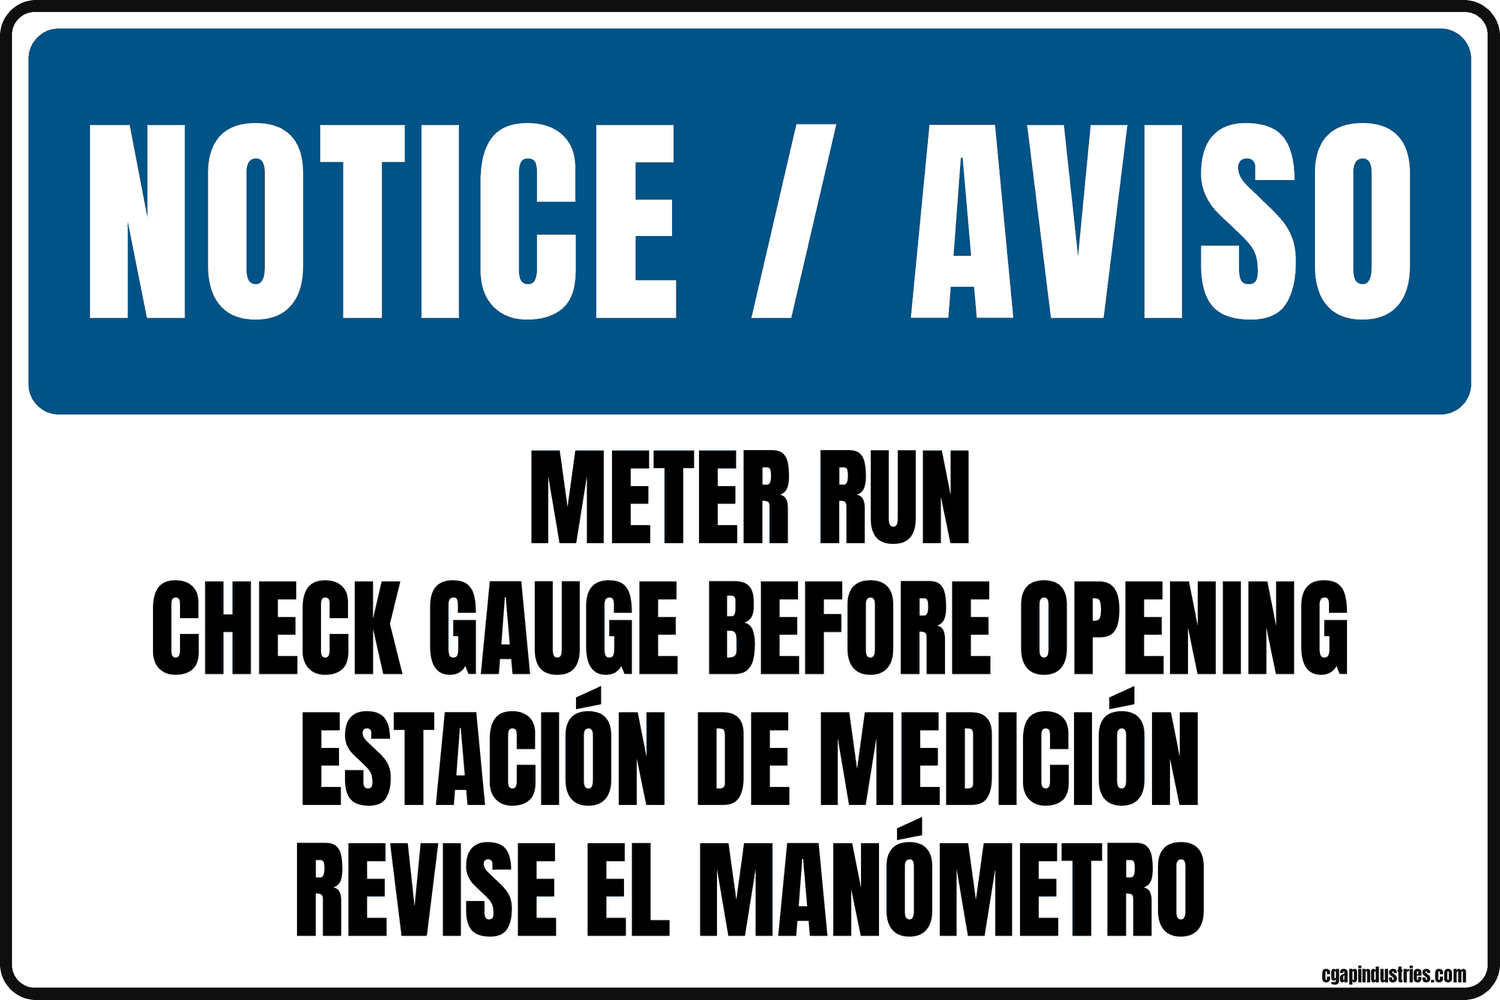 NOTICE / AVISO
METER RUN
CHECK GAUGE BEFORE OPENING
ESTACIÓN DE MEDICIÓN
REVISE EL MANÓMETRO
cgapindustries.com